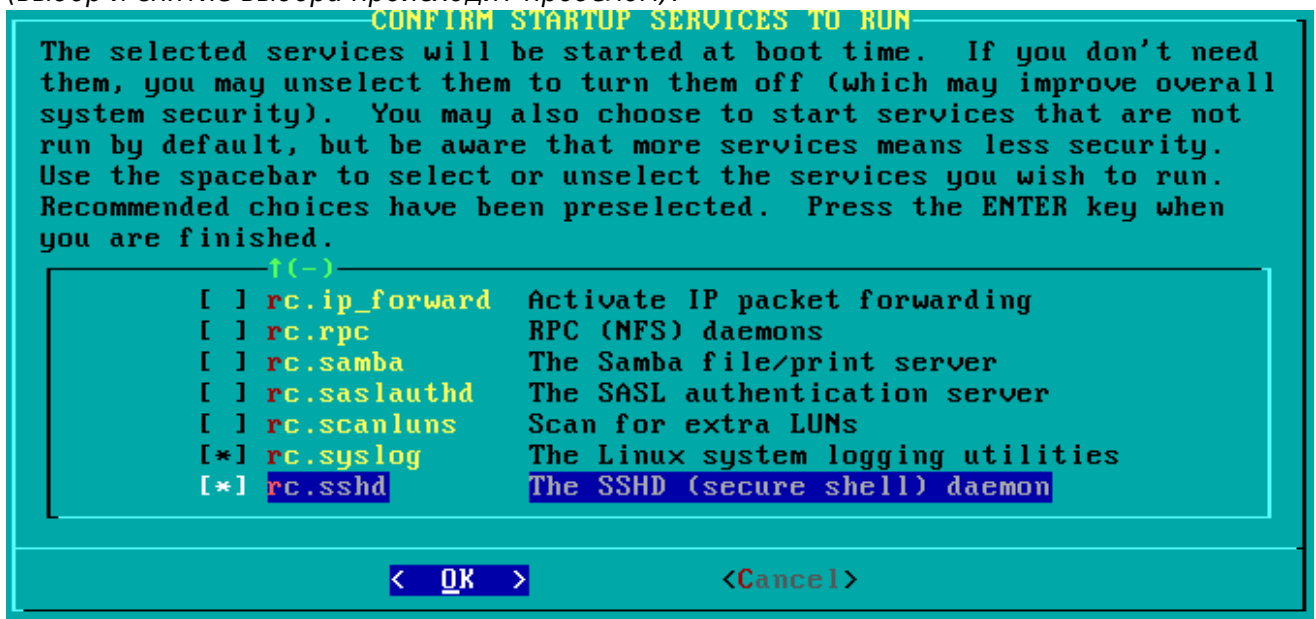 (выбор и снятие выбора происходит пробелом).
CONFIRM STARTUP SERVICES TO RUN
The selected services will be started at boot time.  If you don't need
them, you may unselect them to turn them off (which may improve overall
system security).  You may also choose to start services that are not
run by default, but be aware that more services means less security.
Use the spacebar to select or unselect the services you wish to run.
Recommended choices have been preselected.  Press the ENTER key when
you are finished.
↑(-)
[ ] rc.ip_forward  Activate IP packet forwarding
[ ] rc.rpc  RPC (NFS) daemons
[ ] rc.samba  The Samba file/print server
[ ] rc.saslauthd  The SASL authentication server
[ ] rc.scanluns  Scan for extra LUNs
[*] rc.syslog  The Linux system logging utilities
[*] rc.sshd  The SSHD (secure shell) daemon
<  OK  >  <Cancel>